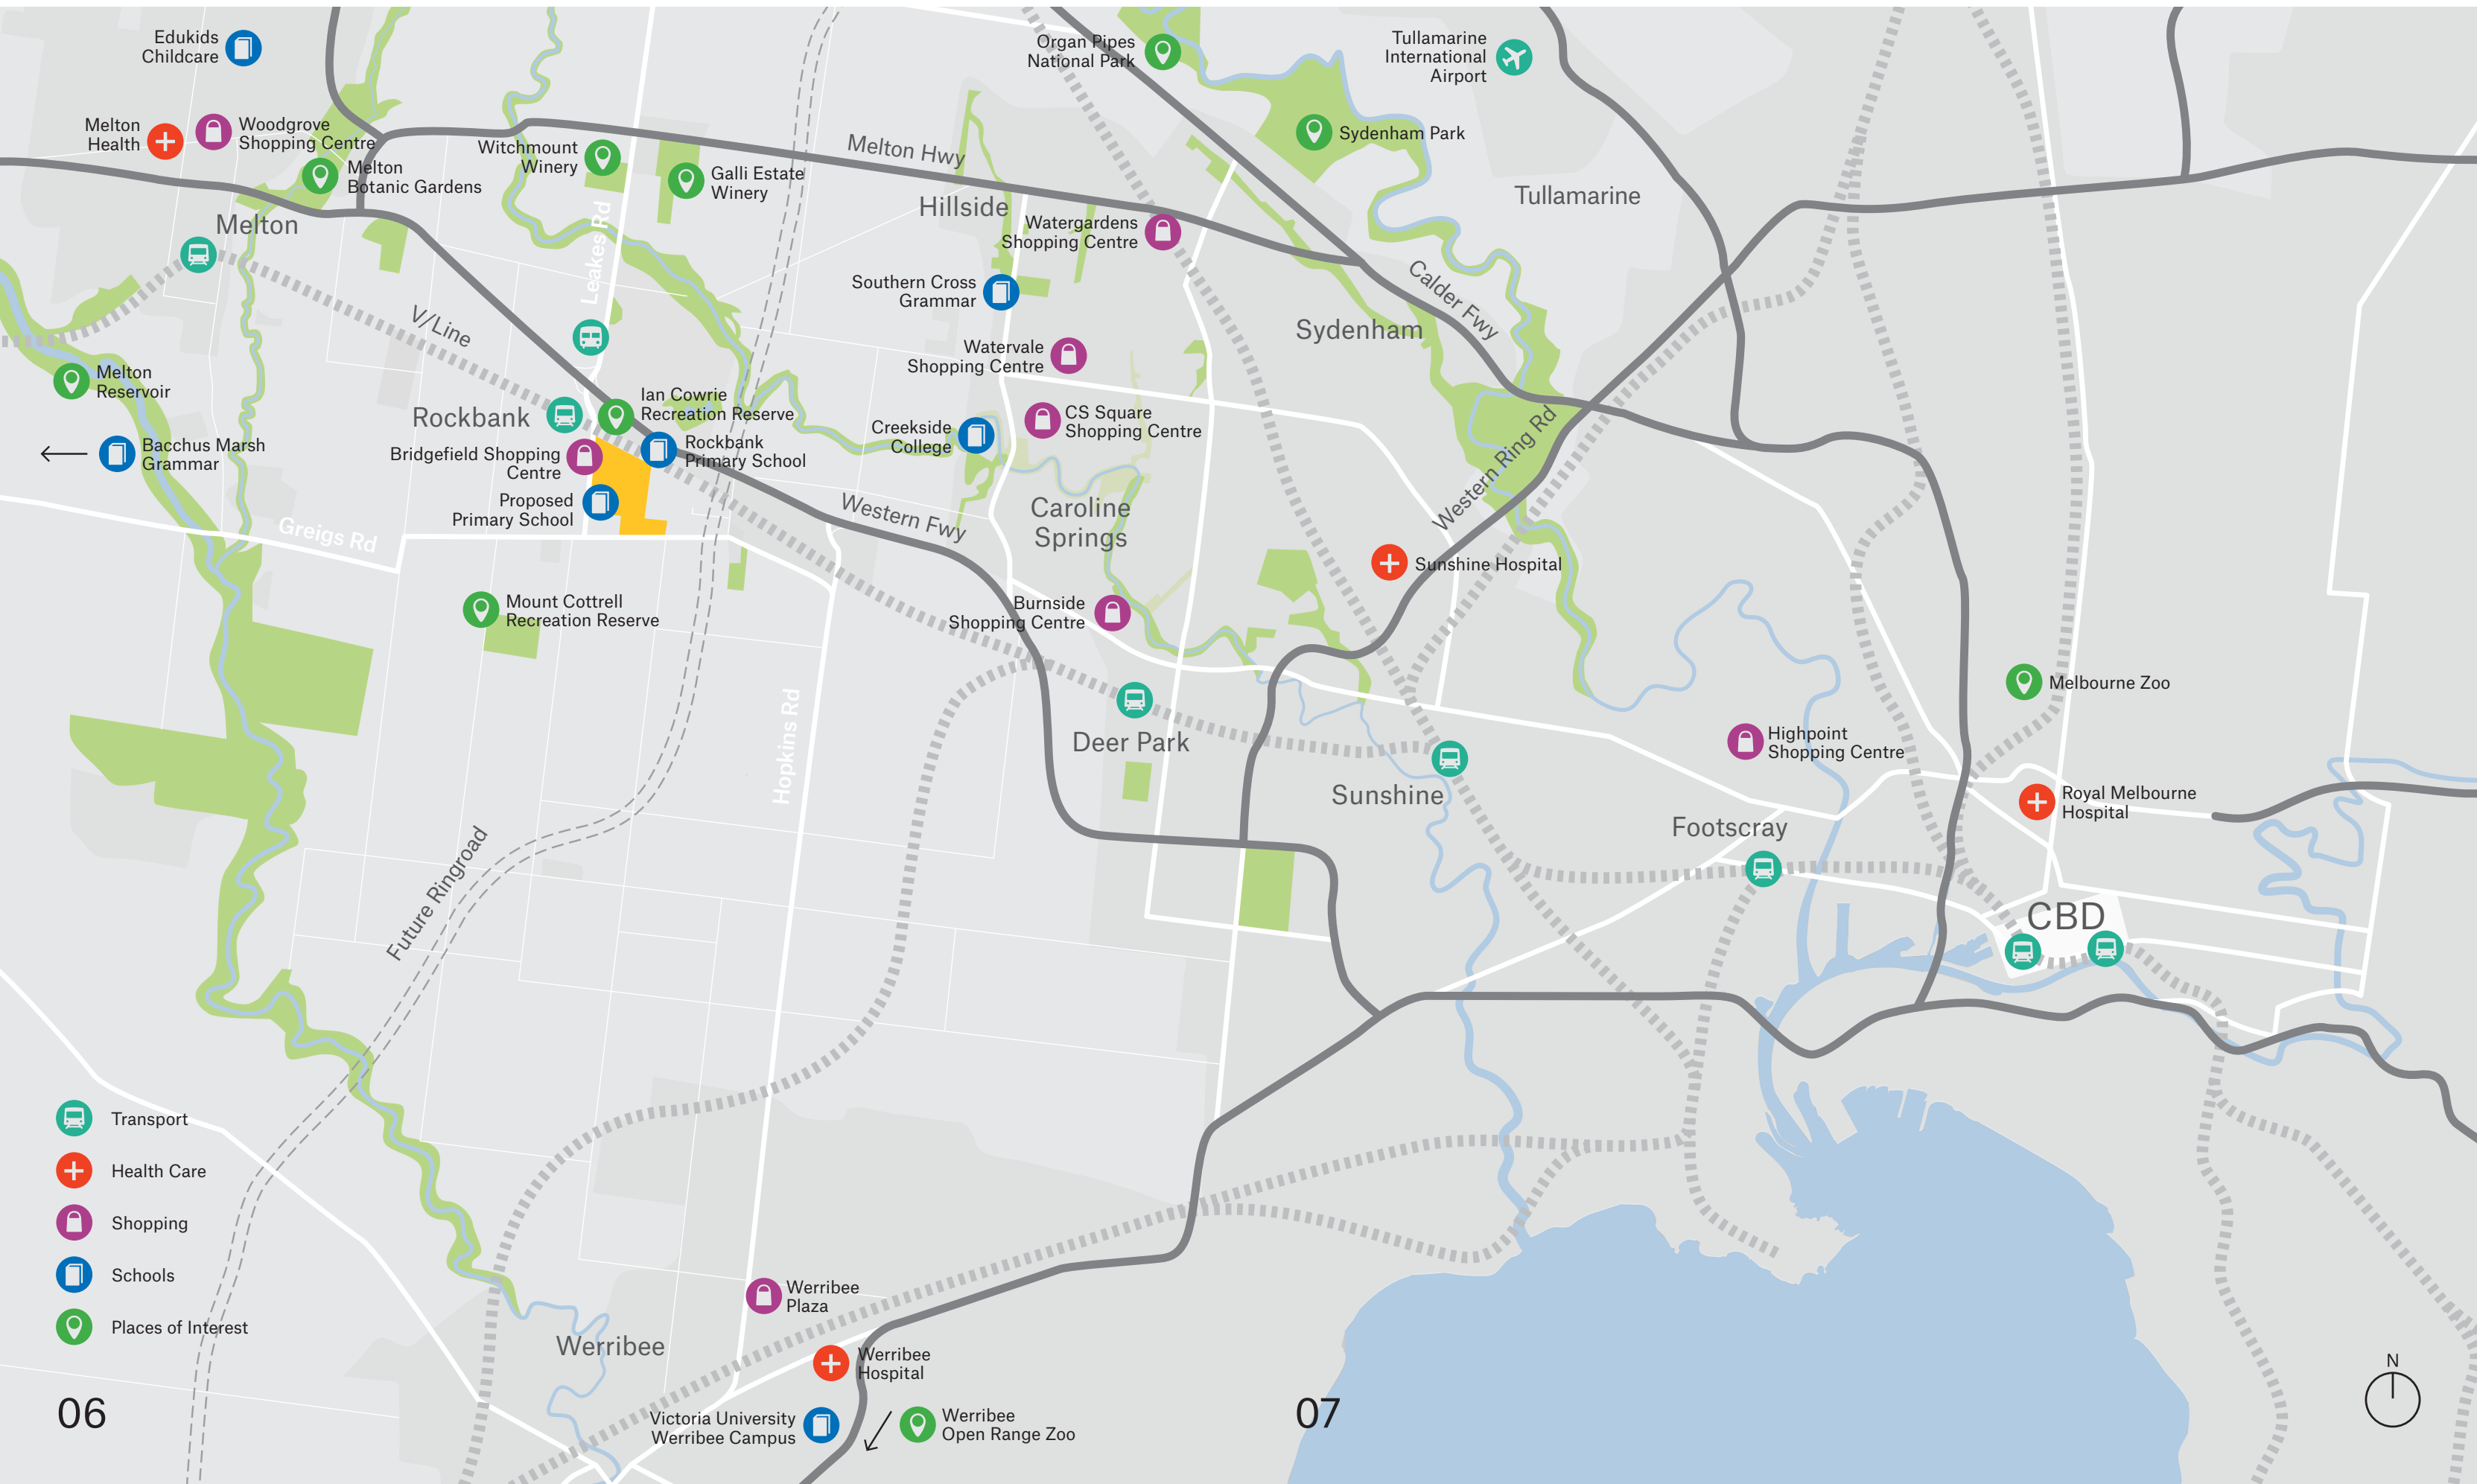 Edukids
Childcare
Melton
Health
Woodgrove
Shopping Centre
Melton
Botanic Gardens
Melton
Witchmount
Winery
Galli Estate
Winery
Leakes Rd
Melton Hwy
Hillside
Organ Pipes
National Park
Tullamarine
International
Airport
Sydenham Park
Tullamarine
Watergardens
Shopping Centre
Southern Cross
Grammar
Watervale
Shopping Centre
Sydenham
Calder Fwy
V/Line
Melton
Reservoir
Rockbank
Ian Cowrie
Recreation Reserve
Rockbank
Primary School
Bridgefield Shopping
Centre
Proposed
Primary School
Bacchus Marsh
Grammar
Creekside
College
CS Square
Shopping Centre
Caroline
Springs
Western Fwy
Western Ring Rd
Greigs Rd
Sunshine Hospital
Mount Cottrell
Recreation Reserve
Burnside
Shopping Centre
Hopkins Rd
Deer Park
Sunshine
Melbourne Zoo
Highpoint
Shopping Centre
Royal Melbourne
Hospital
Footscray
CBD
Future Ringroad
Transport
Health Care
Shopping
Schools
Places of Interest
Werribee
Plaza
Werribee
Werribee
Hospital
Victoria University
Werribee Campus
Werribee
Open Range Zoo
06
07
N